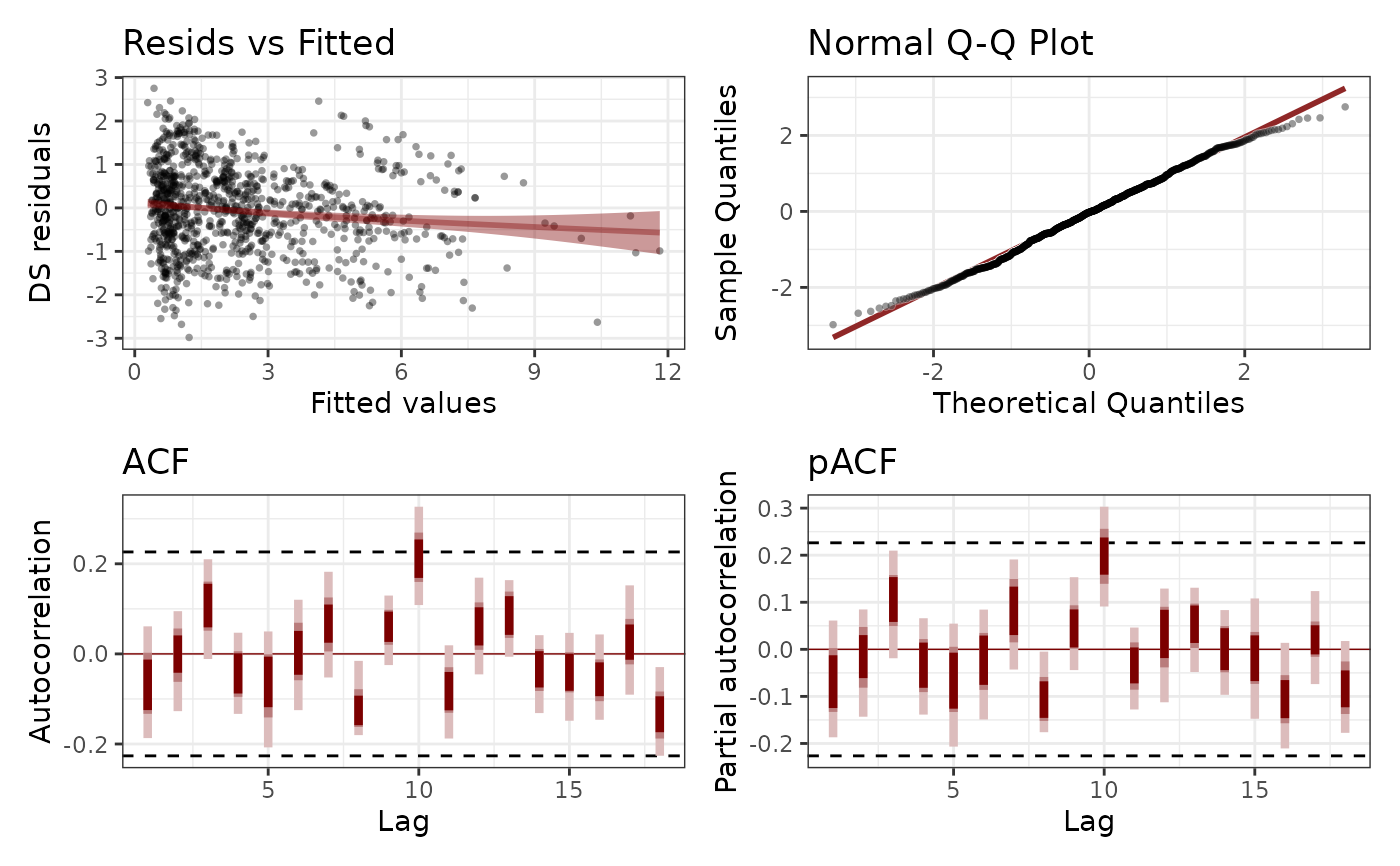 Resids vs Fitted
DS residuals
3
2
1
0
-1
-2
-3
0 3 6 9 12
Fitted values
Normal Q-Q Plot
Sample Quantiles
2
0
-2
-2 0 2
Theoretical Quantiles
ACF
Autocorrelation
0.2
0.0
-0.2
5 10 15
Lag
pACF
Partial autocorrelation
0.3
0.2
0.1
0.0
-0.1
-0.2
5 10 15
Lag